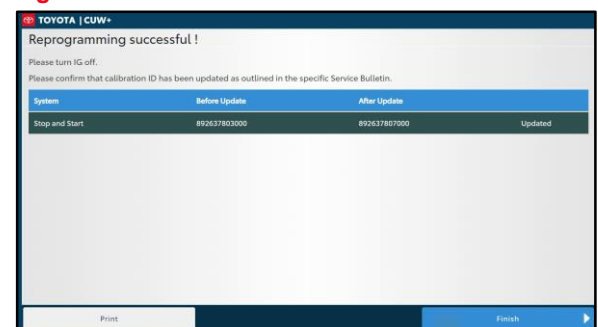 TOYOTA | CUW+
Reprogramming successful !
Please turn IG off.
Please confirm that calibration ID has been updated as outlined in the specific Service Bulletin.
System Before Update After Update
Stop and Start 892637803000 892637807000 Updated
Print Finish